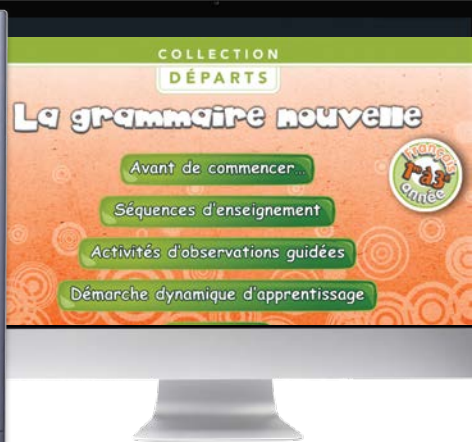 COLLECTION
DÉPARTS
La grammaire nouvelle
Français
1re à 3e
année
Avant de commencer...
Séquences d'enseignement
Activités d'observations guidées
Démarche dynamique d'apprentissage